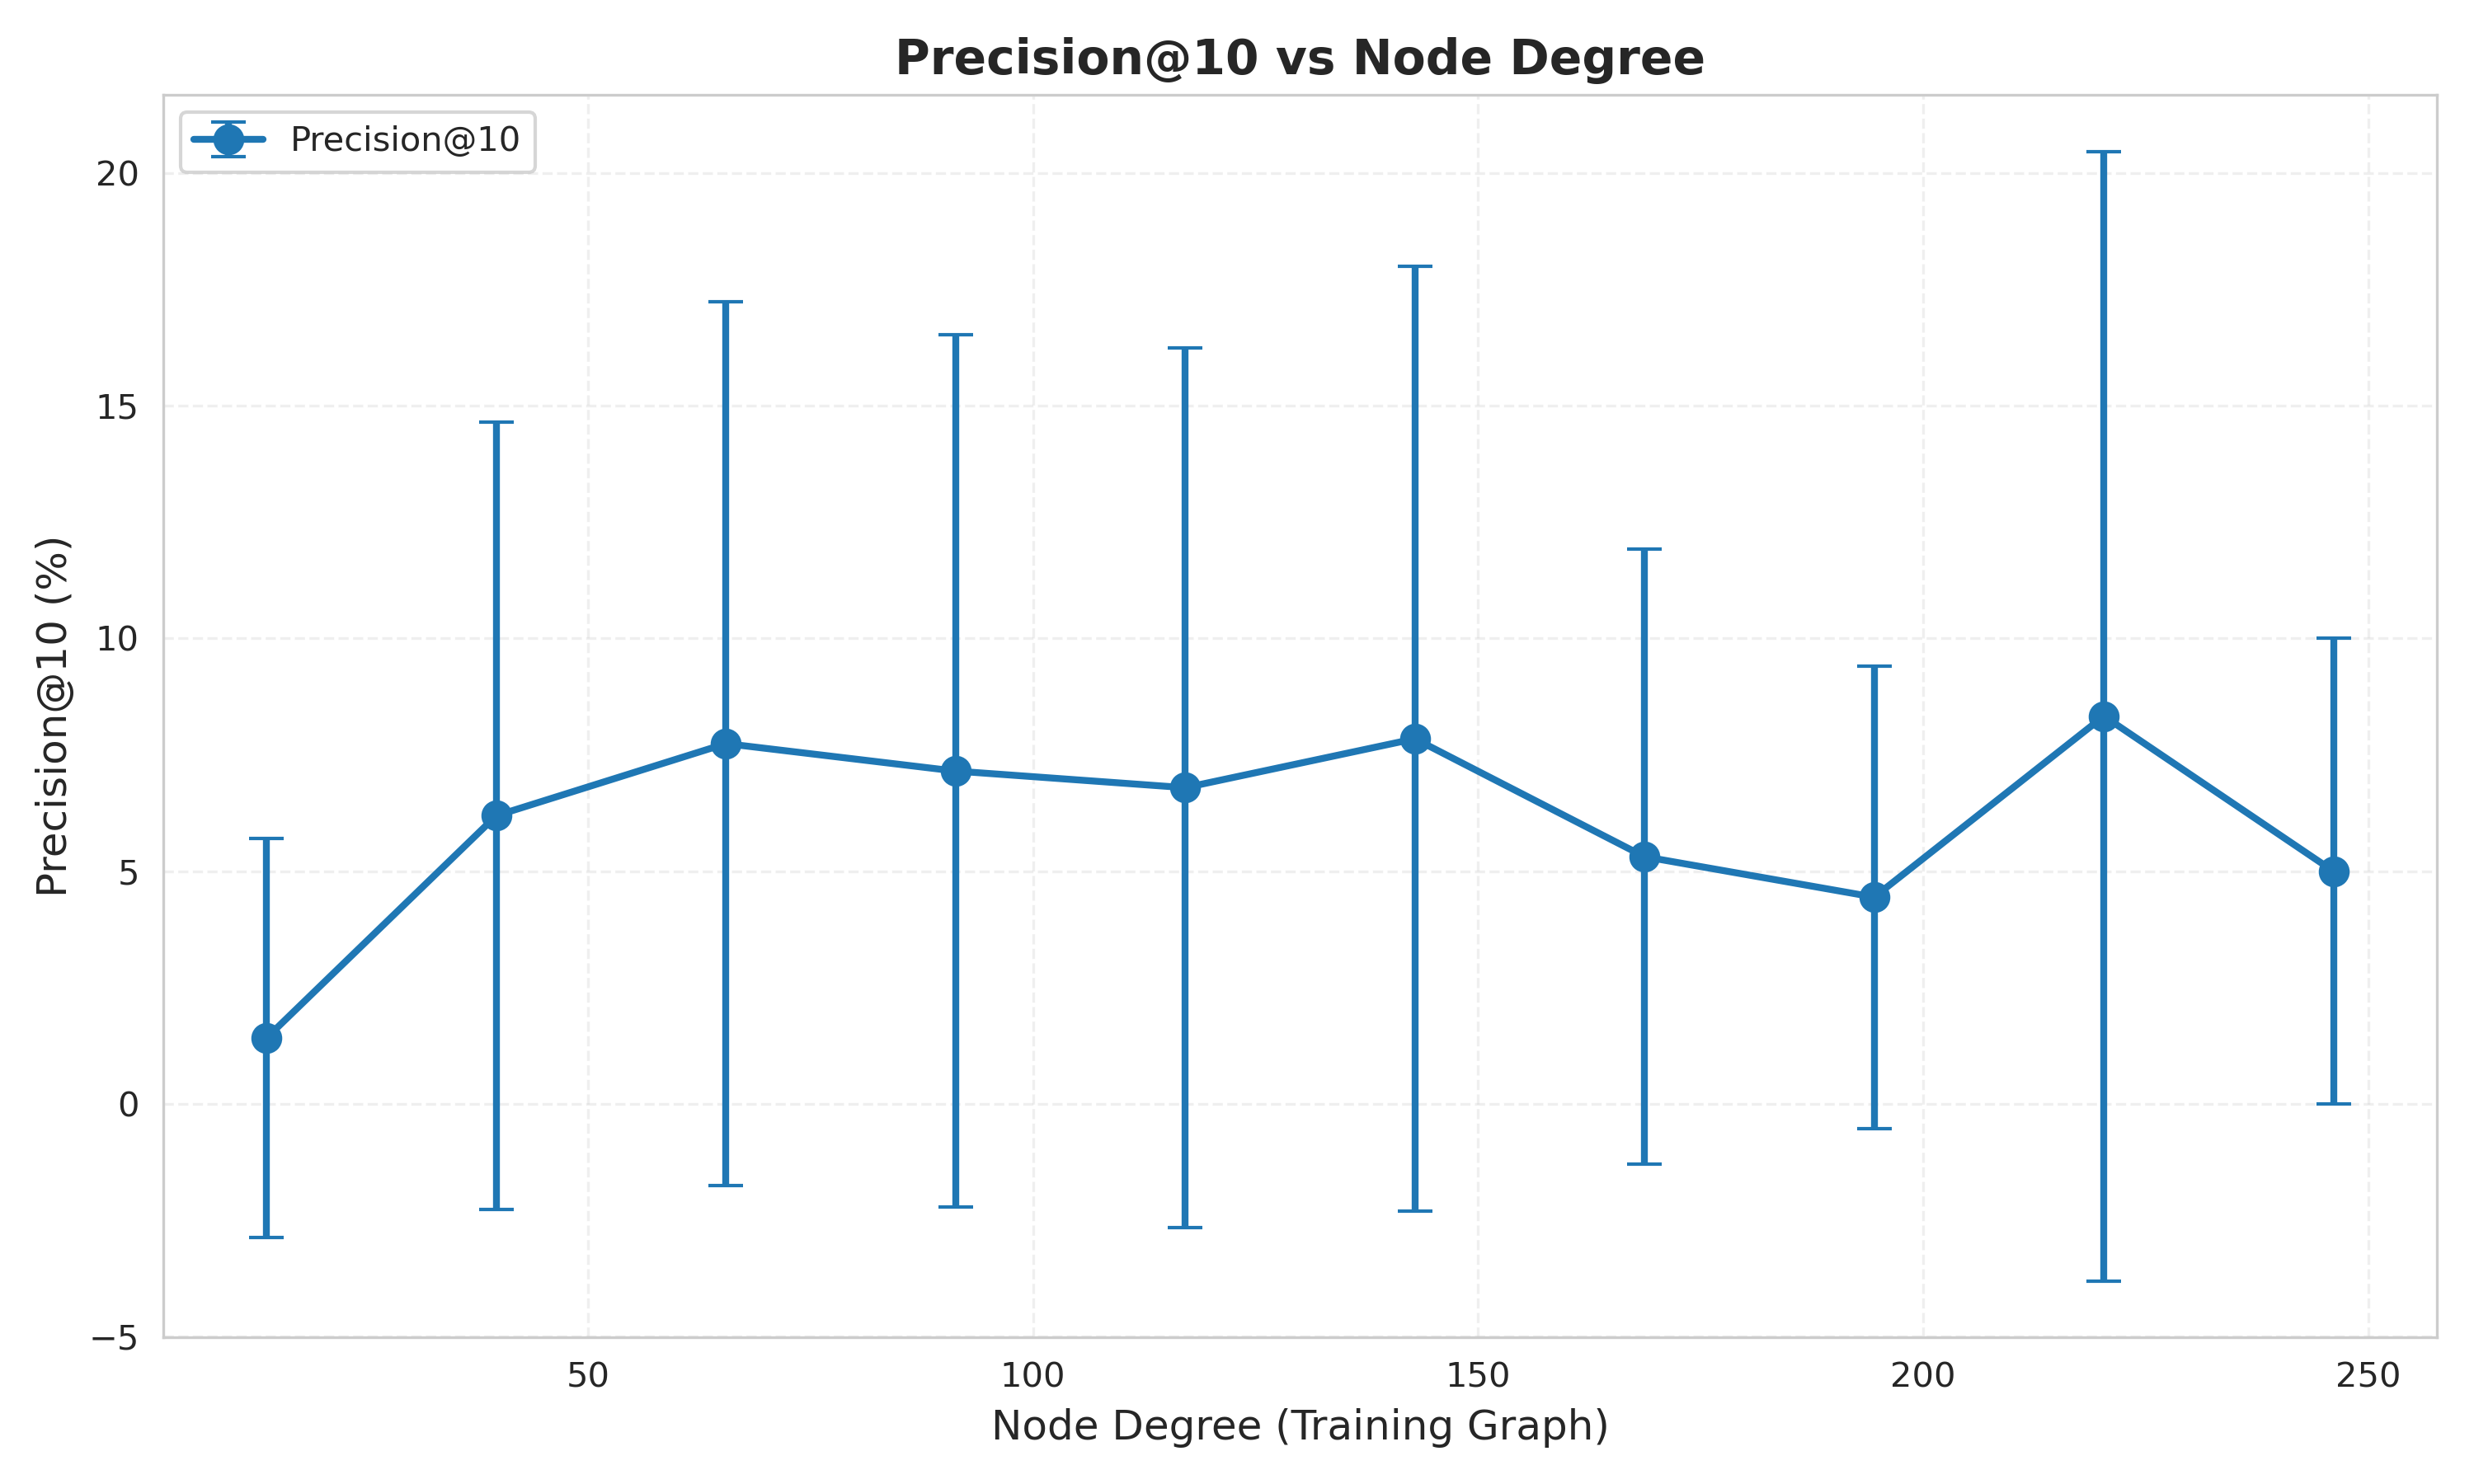 Precision@10 vs Node Degree
Precision@10
Precision@10 (%)
20
15
10
5
0
−5
50 100 150 200 250
Node Degree (Training Graph)